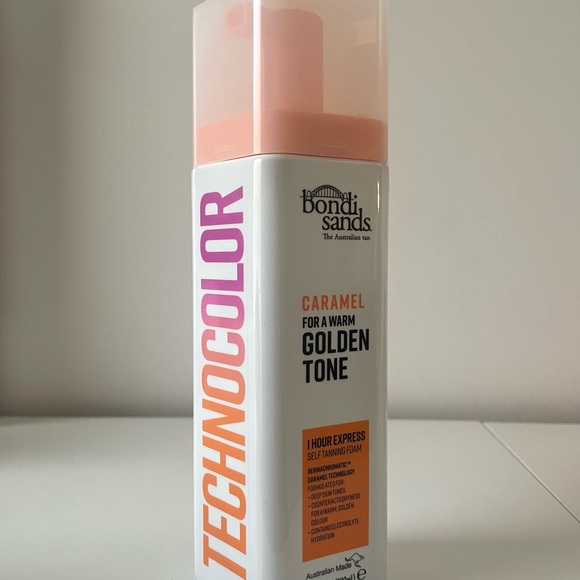 TECHNOCOLOR
bondi
sands
The Australian tan
CARAMEL
FOR A WARM
GOLDEN
TONE
1 HOUR EXPRESS
SELF TANNING FOAM
DERMACHROMATIC™
CARAMEL TECHNOLOGY
FORMULATED FOR:
• DEEP SKIN TONES
• COUNTERACTS DRYNESS
FOR A WARM, GOLDEN
COLOUR
• CONTAINS ELECTROLYTE
HYDRATION
Australian Made